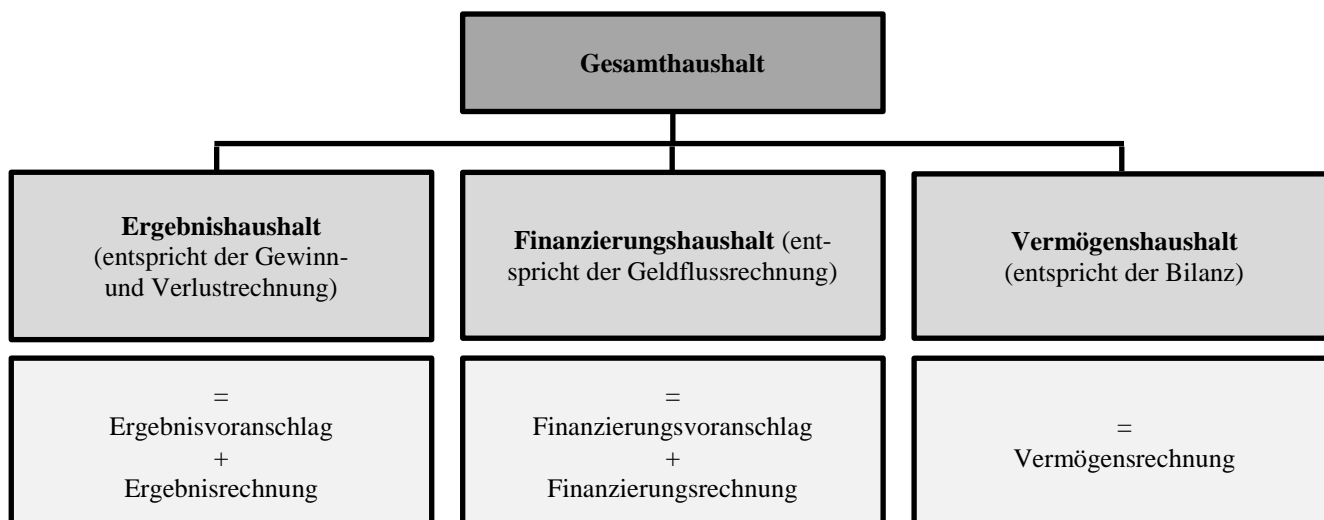 Gesamthaushalt
Ergebnishaushalt
(entspricht der Gewinn-
und Verlustrechnung)
Finanzierungshaushalt (ent-
spricht der Geldflussrechnung)
Vermögenshaushalt
(entspricht der Bilanz)
=
Ergebnisvoranschlag
+
Ergebnisrechnung
=
Finanzierungsvoranschlag
+
Finanzierungsrechnung
=
Vermögensrechnung